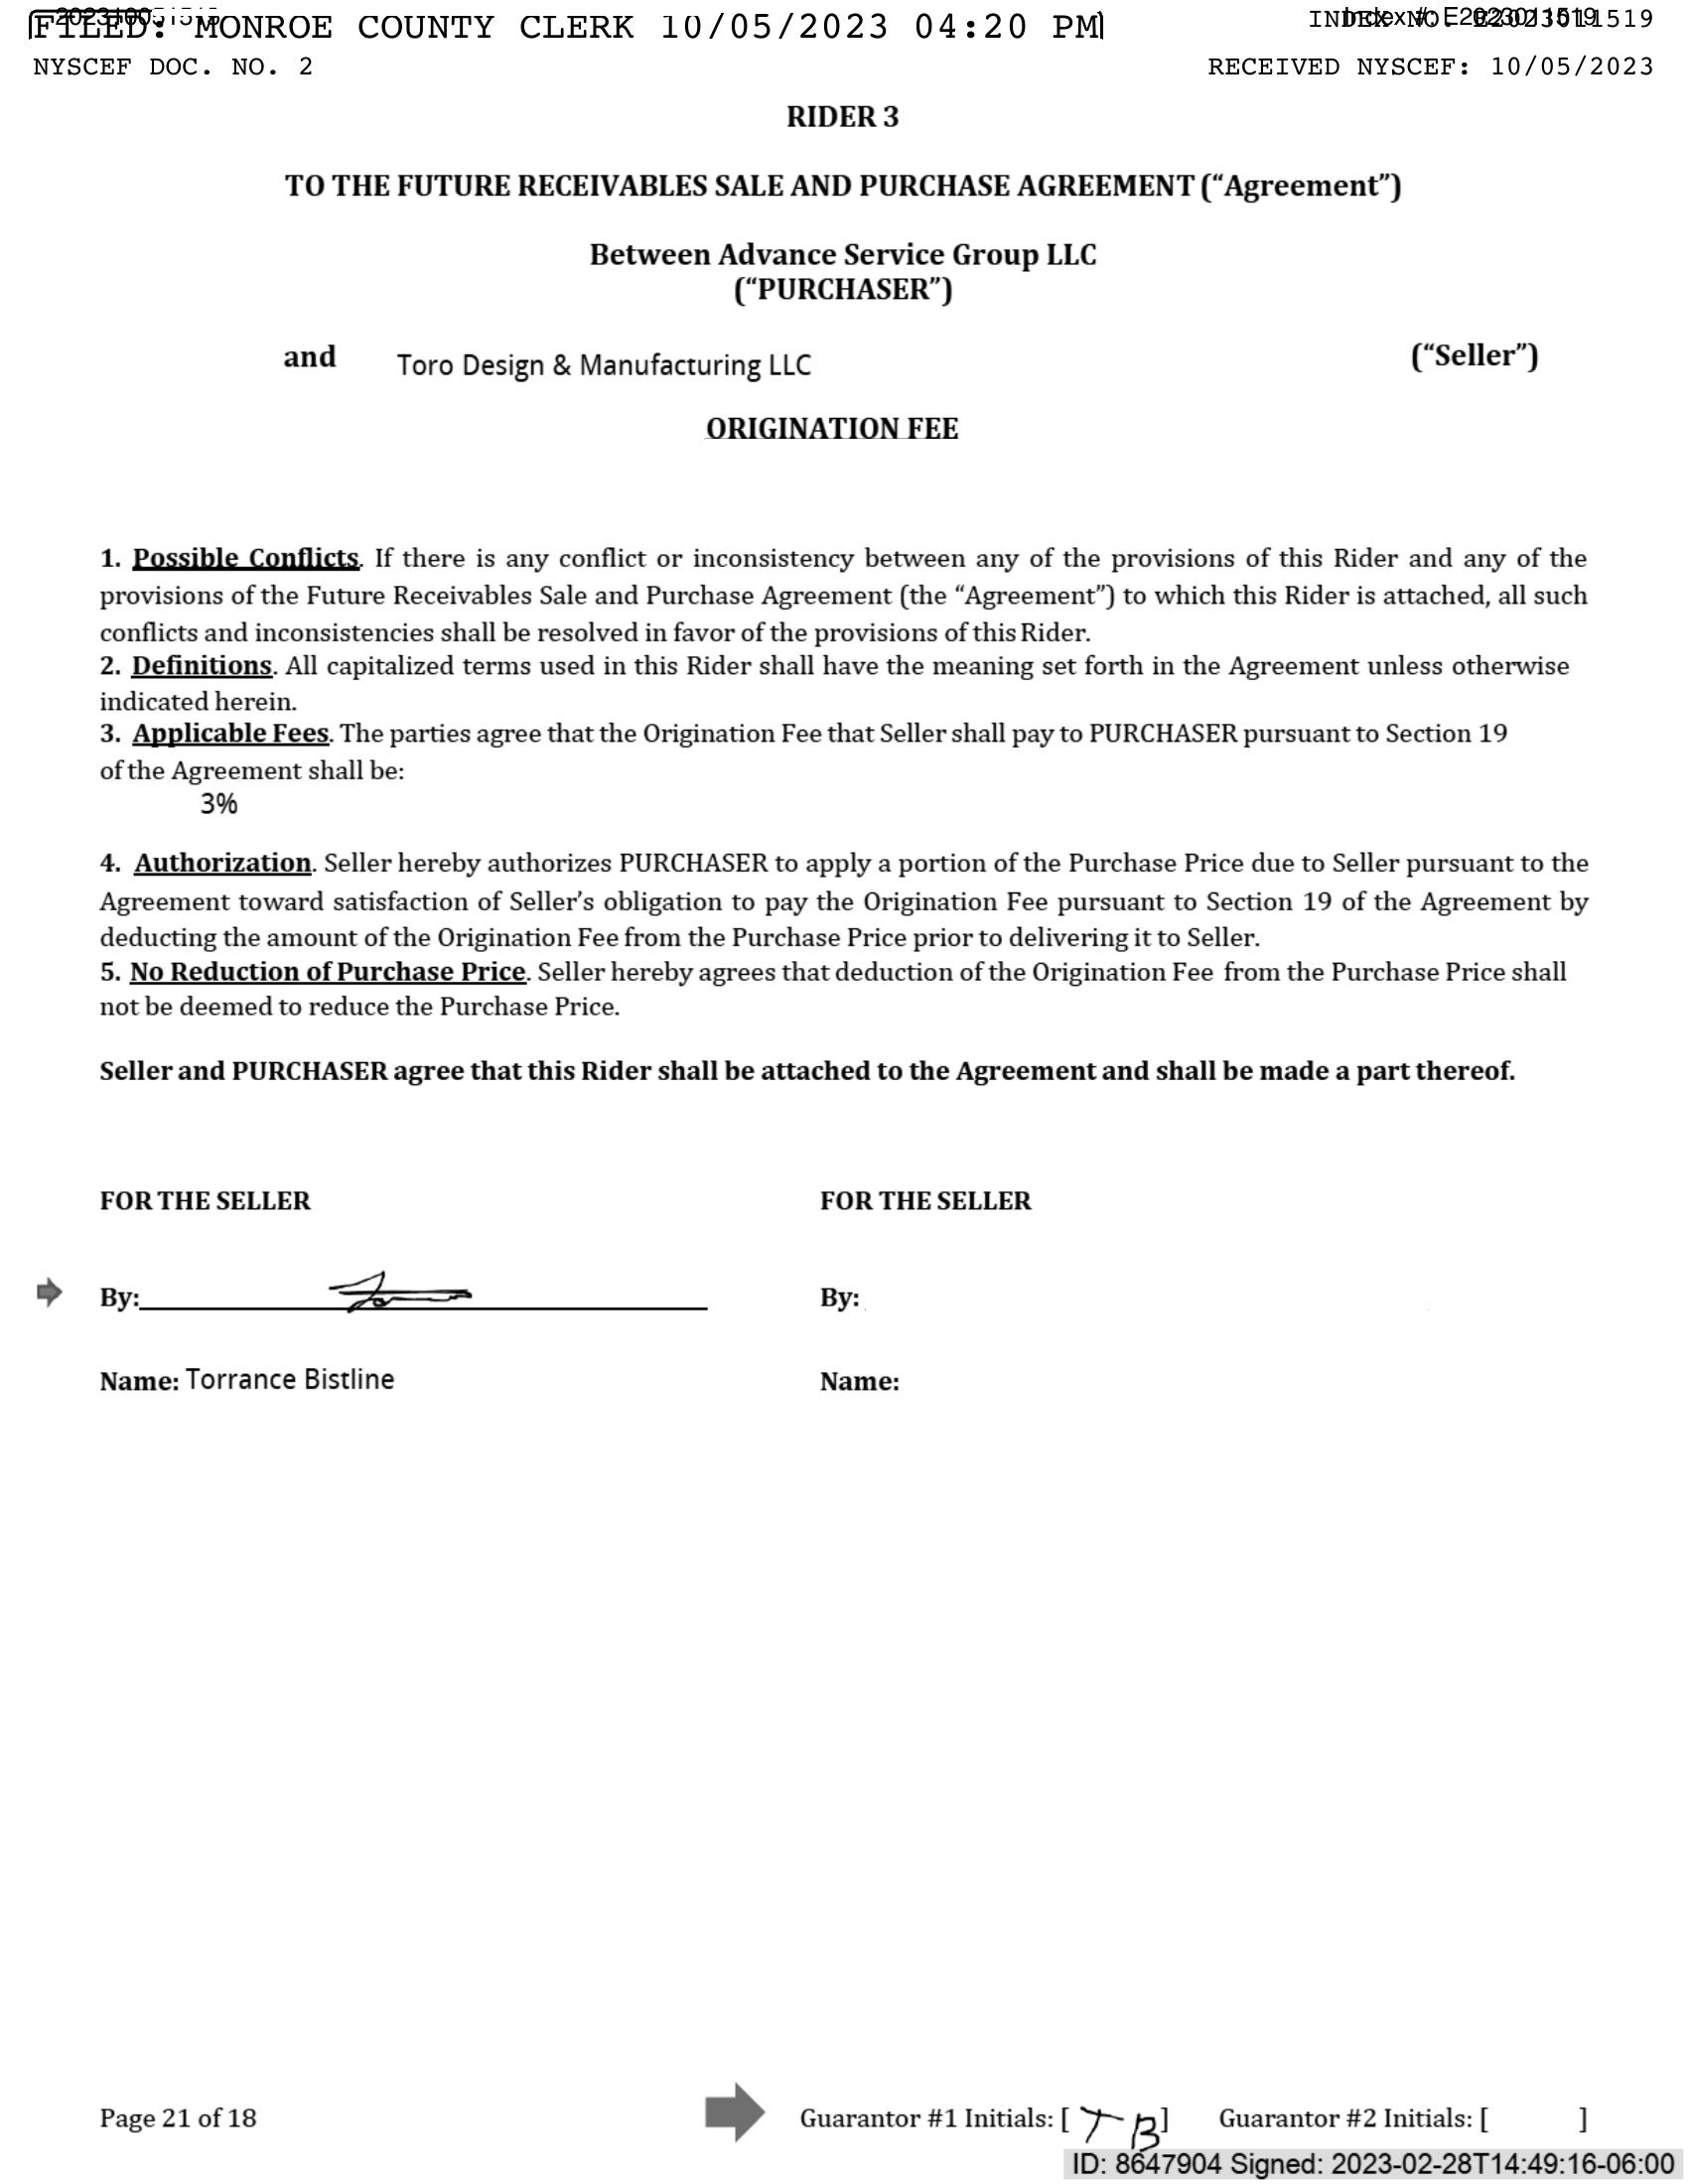 FILED: MONROE COUNTY CLERK 10/05/2023 04:20 PM
INDEX NO. E2023011519
Index #: E2023011519
NYSCEF DOC. NO. 2
RECEIVED NYSCEF: 10/05/2023
RIDER 3
TO THE FUTURE RECEIVABLES SALE AND PURCHASE AGREEMENT (“Agreement”)
Between Advance Service Group LLC
(“PURCHASER”)
and Toro Design & Manufacturing LLC (“Seller”)
ORIGINATION FEE
1. Possible Conflicts. If there is any conflict or inconsistency between any of the provisions of this Rider and any of the
provisions of the Future Receivables Sale and Purchase Agreement (the “Agreement”) to which this Rider is attached, all such
conflicts and inconsistencies shall be resolved in favor of the provisions of this Rider.
2. Definitions. All capitalized terms used in this Rider shall have the meaning set forth in the Agreement unless otherwise
indicated herein.
3. Applicable Fees. The parties agree that the Origination Fee that Seller shall pay to PURCHASER pursuant to Section 19
of the Agreement shall be:
3%
4. Authorization. Seller hereby authorizes PURCHASER to apply a portion of the Purchase Price due to Seller pursuant to the
Agreement toward satisfaction of Seller’s obligation to pay the Origination Fee pursuant to Section 19 of the Agreement by
deducting the amount of the Origination Fee from the Purchase Price prior to delivering it to Seller.
5. No Reduction of Purchase Price. Seller hereby agrees that deduction of the Origination Fee from the Purchase Price shall
not be deemed to reduce the Purchase Price.
Seller and PURCHASER agree that this Rider shall be attached to the Agreement and shall be made a part thereof.
FOR THE SELLER FOR THE SELLER
By: By:
Name: Torrance Bistline Name:
Page 21 of 18 Guarantor #1 Initials: [ TB ] Guarantor #2 Initials: [ ]
ID: 8647904 Signed: 2023-02-28T14:49:16-06:00